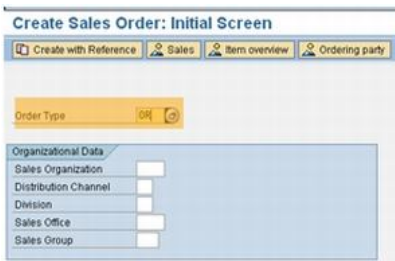 Create Sales Order: Initial Screen
Create with Reference Sales Item overview Ordering party
Order Type OR
Organizational Data
Sales Organization
Distribution Channel
Division
Sales Office
Sales Group